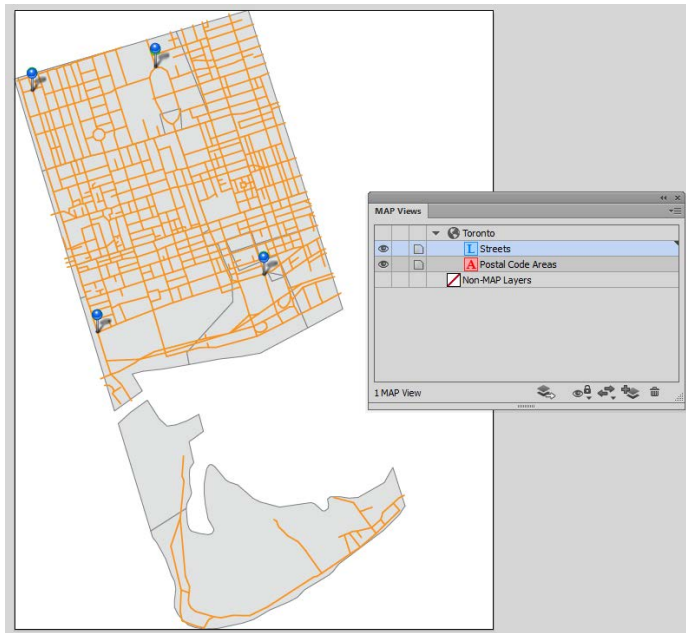 MAP Views
Toronto
L Streets
A Postal Code Areas
Non-MAP Layers
1 MAP View